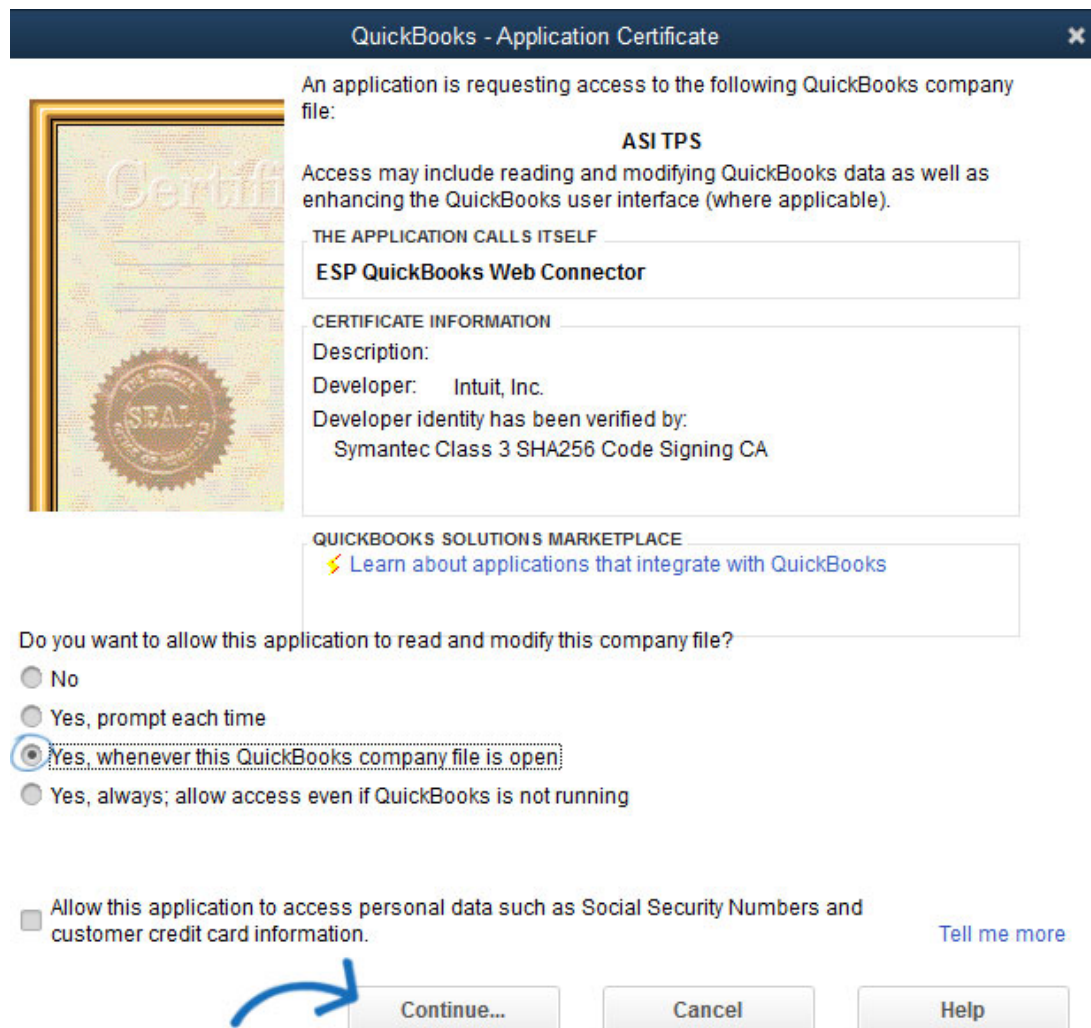 QuickBooks - Application Certificate
An application is requesting access to the following QuickBooks company
file:
ASI TPS
Access may include reading and modifying QuickBooks data as well as
enhancing the QuickBooks user interface (where applicable).
Certifi
THE OFFICIAL
SEAL
THE APPLICATION CALLS ITSELF
ESP QuickBooks Web Connector
CERTIFICATE INFORMATION
Description:
Developer: Intuit, Inc.
Developer identity has been verified by:
Symantec Class 3 SHA256 Code Signing CA
QUICKBOOKS SOLUTIONS MARKETPLACE
Learn about applications that integrate with QuickBooks
Do you want to allow this application to read and modify this company file?
No
Yes, prompt each time
Yes, whenever this QuickBooks company file is open
Yes, always; allow access even if QuickBooks is not running
Allow this application to access personal data such as Social Security Numbers and
customer credit card information.
Tell me more
Continue...
Cancel
Help